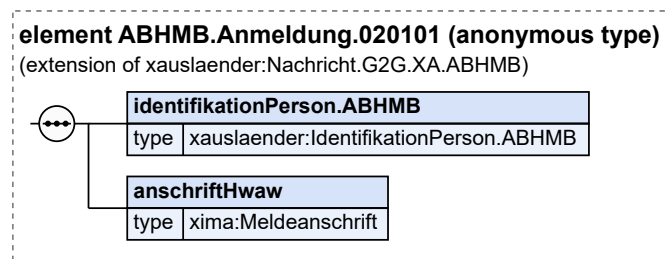 element ABHMB.Anmeldung.020101 (anonymous type)
(extension of xauslaender:Nachricht.G2G.XA.ABHMB)
identifikationPerson.ABHMB
type xauslaender:IdentifikationPerson.ABHMB
anschriftHwaw
type xima:Meldeanschrift